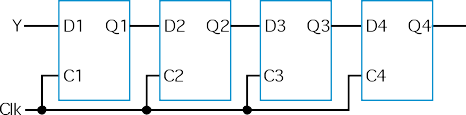 Y D1 Q1 D2 Q2 D3 Q3 D4 Q4
C1 C2 C3 C4
Clk